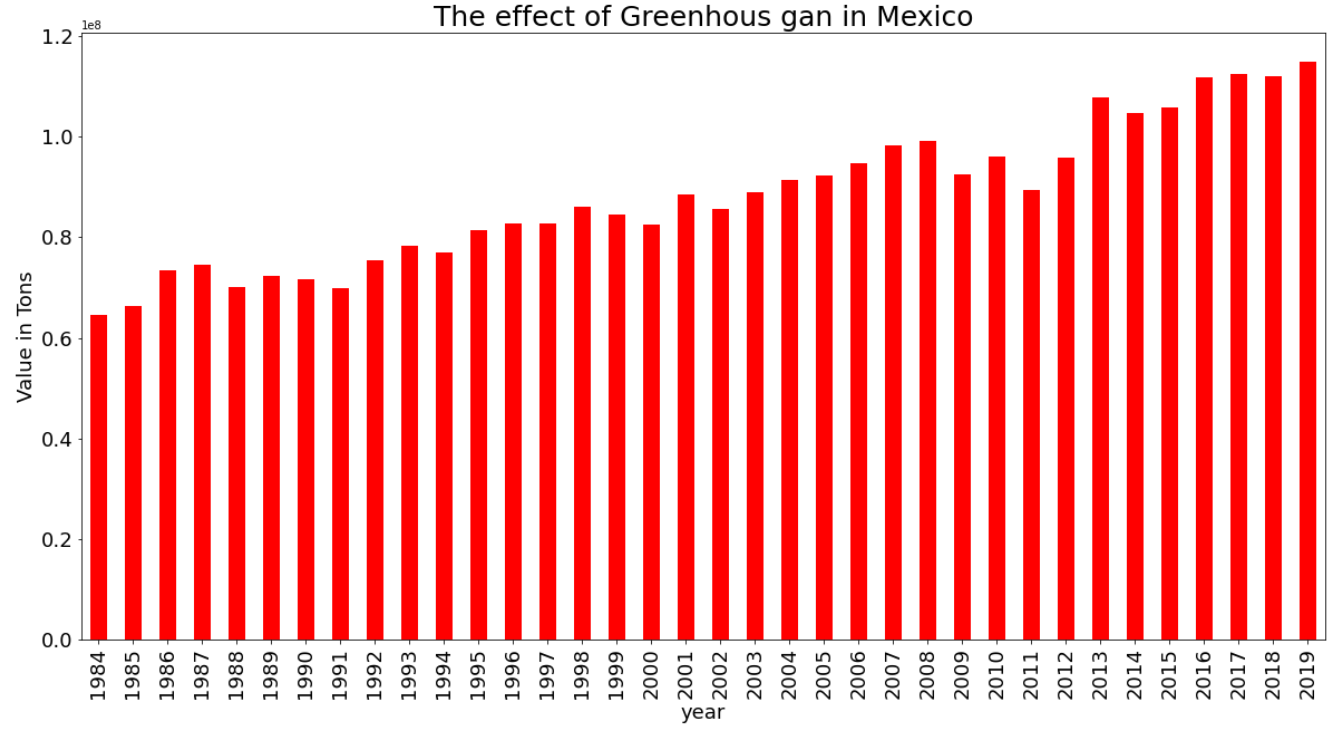 The effect of Greenhous gan in Mexico
1e8
1.2
1.0
0.8
0.6
0.4
0.2
0.0
Value in Tons
1984 1985 1986 1987 1988 1989 1990 1991 1992 1993 1994 1995 1996 1997 1998 1999 2000 2001 2002 2003 2004 2005 2006 2007 2008 2009 2010 2011 2012 2013 2014 2015 2016 2017 2018 2019
year